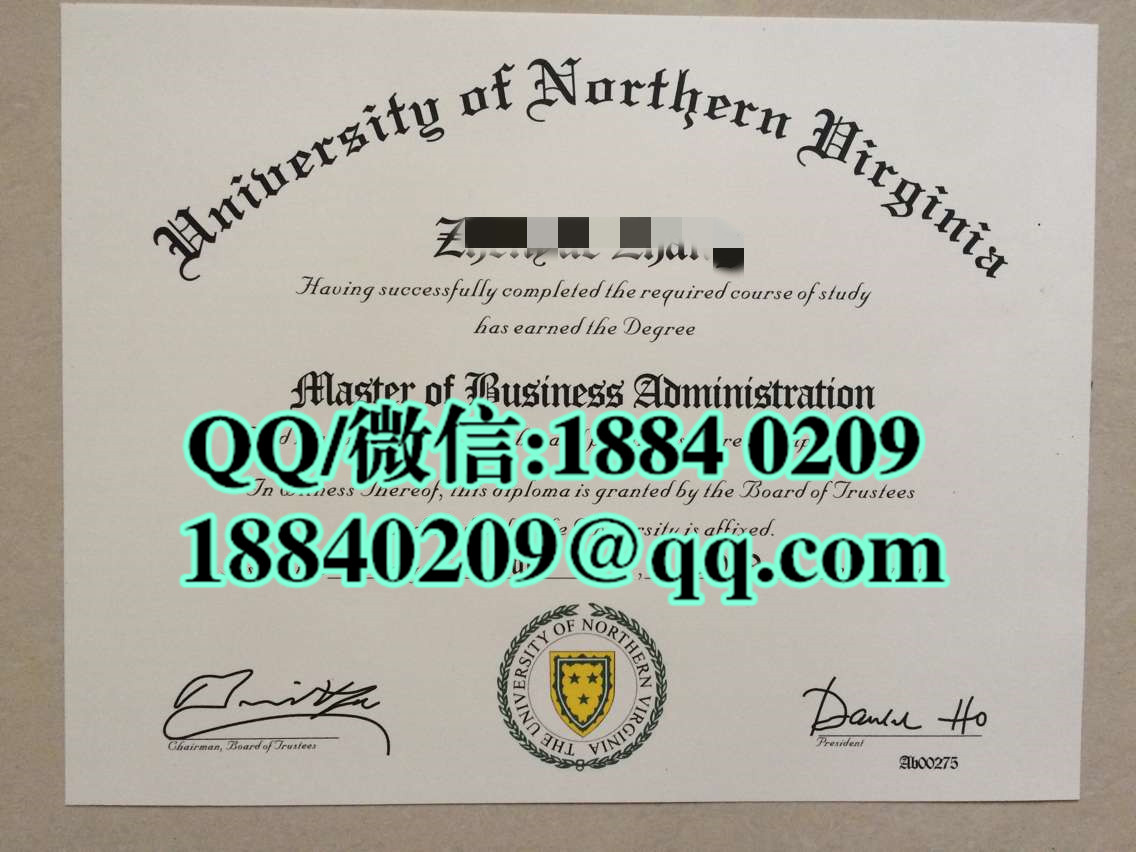 University of Northern Virginia
Having successfully completed the required course of study
has earned the Degree
Master of Business Administration
QQ/微信:1884 0209
In Witness Thereof, this diploma is granted by the Board of Trustees
University is affixed.
18840209@qq.com
THE UNIVERSITY OF NORTHERN VIRGINIA
Chairman, Board of Trustees
Daniel Ho
President
Ab00275